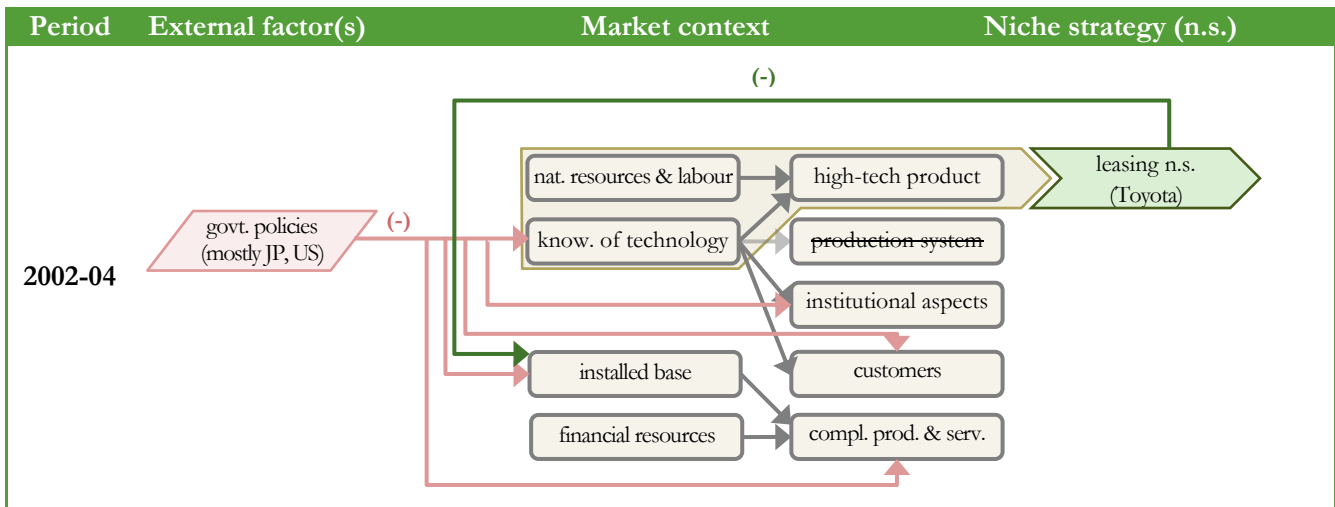 Period External factor(s) Market context Niche strategy (n.s.)
(-)
nat. resources & labour high-tech product leasing n.s.
(Toyota)
govt. policies
(mostly JP, US)
(-)
know. of technology production system
2002-04
institutional aspects
installed base customers
financial resources compl. prod. & serv.